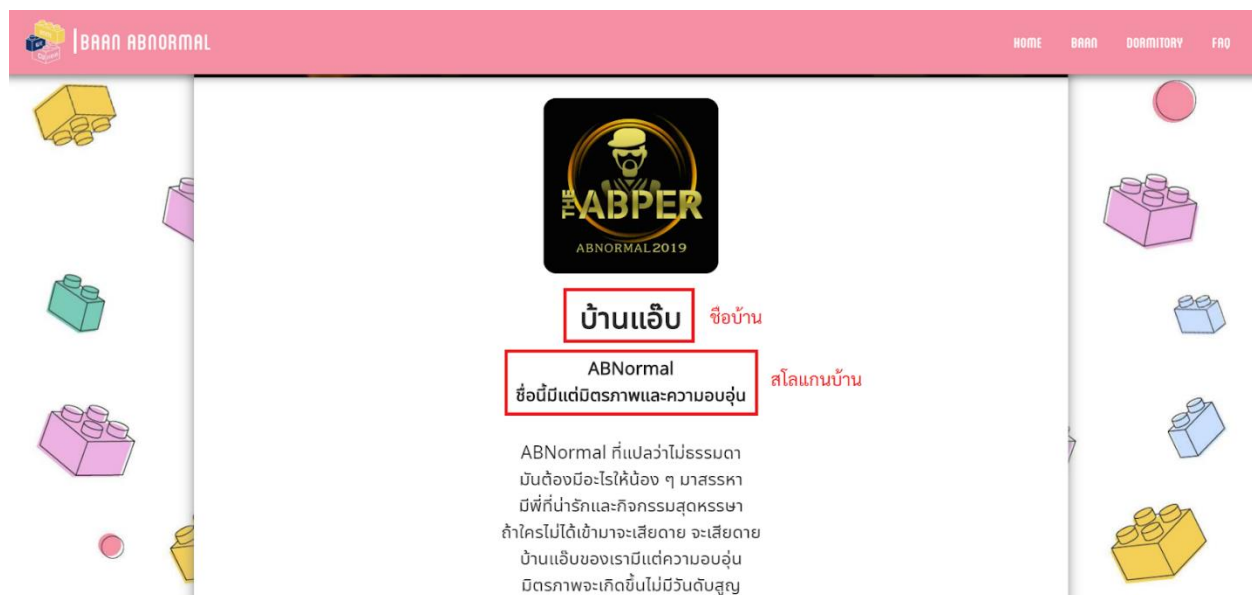 BAAN ABNORMAL
HOME BAAN DORMITORY FAQ
THE ABPER
ABNORMAL2019
บ้านแอ๊บ
ชื่อบ้าน
ABNormal
ชื่อนี้มีแต่มิตรภาพและความอบอุ่น
สโลแกนบ้าน
ABNormal ที่แปลว่าไม่ธรรมดา
มันต้องมีอะไรให้น้อง ๆ มาสรรหา
มีพี่ที่น่ารักและกิจกรรมสุดหรรษา
ถ้าใครไม่ได้เข้ามาจะเสียดาย จะเสียดาย
บ้านแอ๊บของเรามีแต่ความอบอุ่น
มิตรภาพจะเกิดขึ้นไม่มีวันดับสูญ